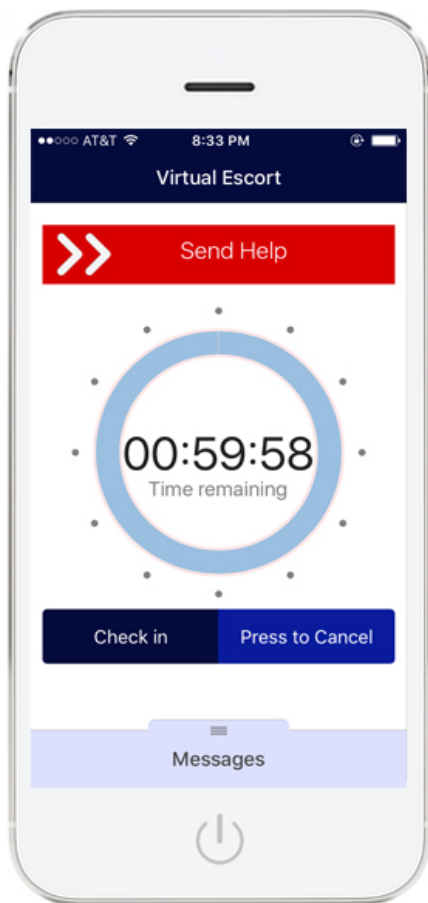 AT&T 8:33 PM
Virtual Escort
Send Help
00:59:58
Time remaining
Check in Press to Cancel
Messages